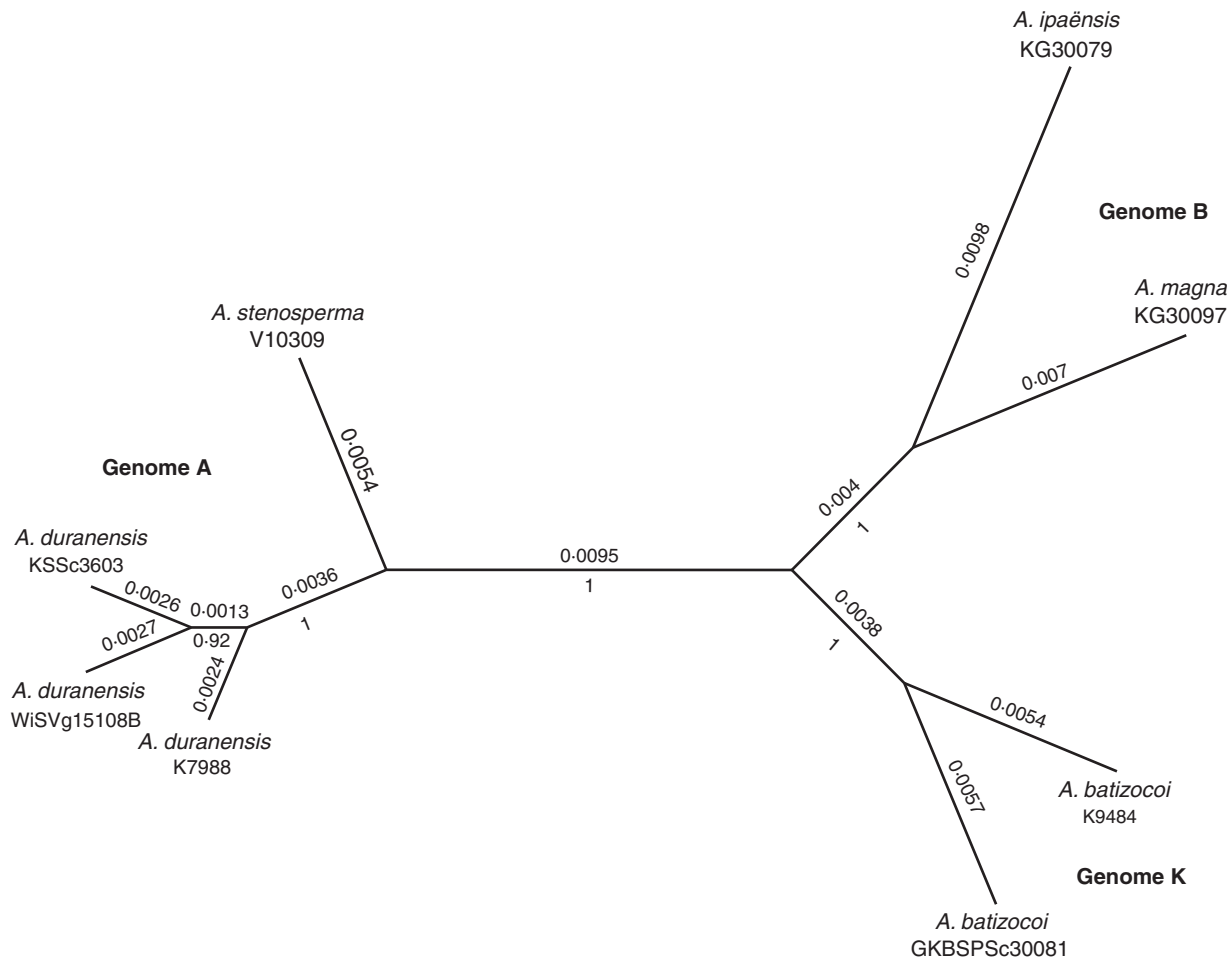 A. ipaënsis
KG30079
0·0098
Genome B
A. magna
KG30097
0·007
A. stenosperma
V10309
0·0054
Genome A
A. duranensis
KSSc3603
0·0026
0·0013
0·0036
1
0·0027
0·92
0·0024
A. duranensis
WiSVg15108B
A. duranensis
K7988
0·0095
1
0·004
1
0·0038
1
0·0054
0·0057
A. batizocoi
K9484
Genome K
A. batizocoi
GKBSPSc30081